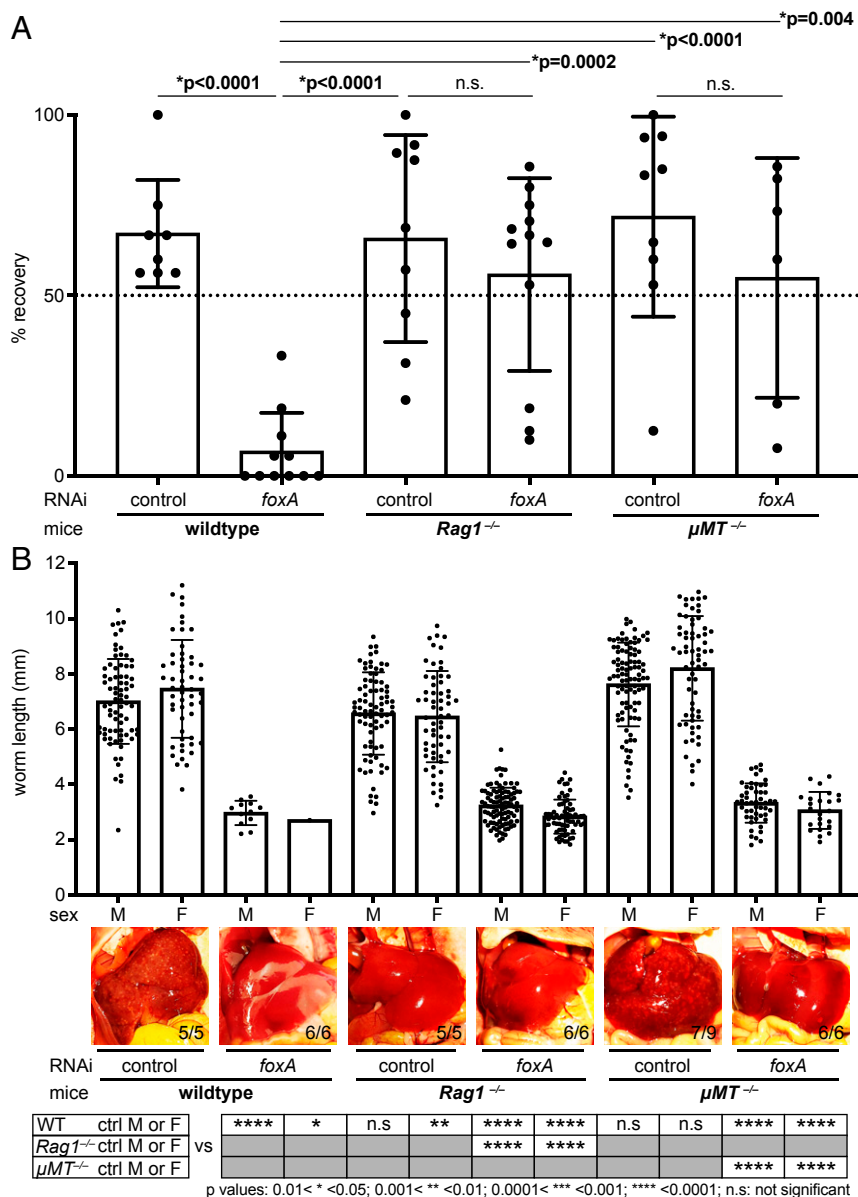 A
*p=0.004
*p<0.0001
*p=0.0002
*p<0.0001 *p<0.0001 n.s. n.s.
100
50
0
% recovery
RNAi control foxA control foxA control foxA
mice wildtype Rag1⁻/⁻ μMT⁻/⁻
B
12
10
8
6
4
2
0
worm length (mm)
sex M F M F M F M F M F M F
5/5 6/6 5/5 6/6 7/9 6/6
RNAi control foxA control foxA control foxA
mice wildtype Rag1⁻/⁻ μMT⁻/⁻
WT ctrl M or F **** * n.s ** **** **** n.s n.s **** ****
Rag1⁻/⁻ ctrl M or F vs **** ****
μMT⁻/⁻ ctrl M or F **** ****
p values: 0.01< * <0.05; 0.001< ** <0.01; 0.0001< *** <0.001; **** <0.0001; n.s: not significant